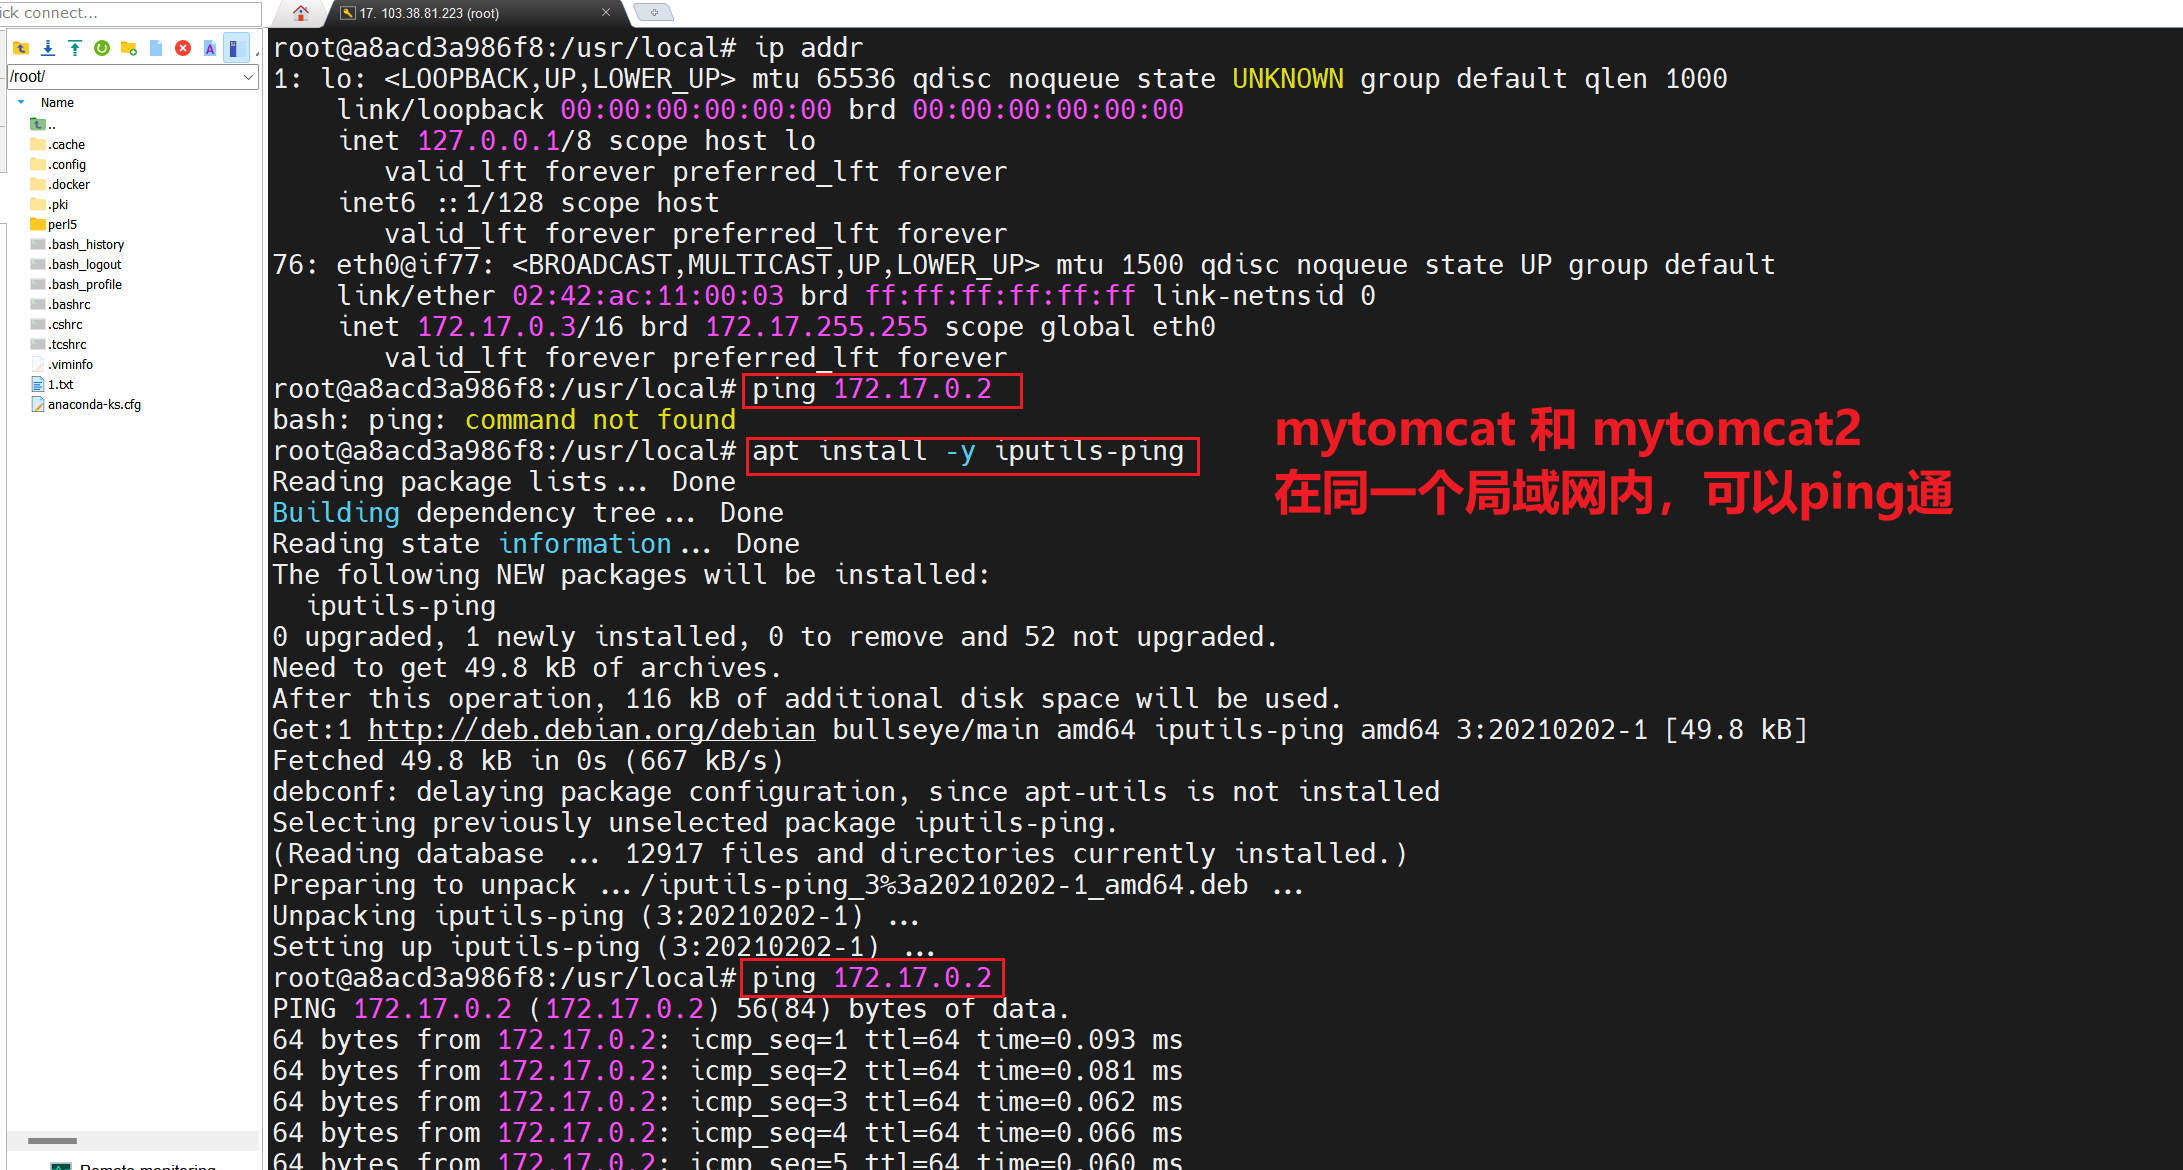 ick connect...
17. 103.38.81.223 (root)
/root/
Name
..
.cache
.config
.docker
.pki
perl5
.bash_history
.bash_logout
.bash_profile
.bashrc
.cshrc
.tcshrc
.viminfo
1.txt
anaconda-ks.cfg
Remote monitoring
root@a8acd3a986f8:/usr/local# ip addr
1: lo: <LOOPBACK,UP,LOWER_UP> mtu 65536 qdisc noqueue state UNKNOWN group default qlen 1000
link/loopback 00:00:00:00:00:00 brd 00:00:00:00:00:00
inet 127.0.0.1/8 scope host lo
valid_lft forever preferred_lft forever
inet6 ::1/128 scope host
valid_lft forever preferred_lft forever
76: eth0@if77: <BROADCAST,MULTICAST,UP,LOWER_UP> mtu 1500 qdisc noqueue state UP group default
link/ether 02:42:ac:11:00:03 brd ff:ff:ff:ff:ff:ff link-netnsid 0
inet 172.17.0.3/16 brd 172.17.255.255 scope global eth0
valid_lft forever preferred_lft forever
root@a8acd3a986f8:/usr/local# ping 172.17.0.2
bash: ping: command not found
root@a8acd3a986f8:/usr/local# apt install -y iputils-ping
Reading package lists... Done
Building dependency tree... Done
Reading state information... Done
The following NEW packages will be installed:
iputils-ping
0 upgraded, 1 newly installed, 0 to remove and 52 not upgraded.
Need to get 49.8 kB of archives.
After this operation, 116 kB of additional disk space will be used.
Get:1 http://deb.debian.org/debian bullseye/main amd64 iputils-ping amd64 3:20210202-1 [49.8 kB]
Fetched 49.8 kB in 0s (667 kB/s)
debconf: delaying package configuration, since apt-utils is not installed
Selecting previously unselected package iputils-ping.
(Reading database ... 12917 files and directories currently installed.)
Preparing to unpack .../iputils-ping_3%3a20210202-1_amd64.deb ...
Unpacking iputils-ping (3:20210202-1) ...
Setting up iputils-ping (3:20210202-1) ...
root@a8acd3a986f8:/usr/local# ping 172.17.0.2
PING 172.17.0.2 (172.17.0.2) 56(84) bytes of data.
64 bytes from 172.17.0.2: icmp_seq=1 ttl=64 time=0.093 ms
64 bytes from 172.17.0.2: icmp_seq=2 ttl=64 time=0.081 ms
64 bytes from 172.17.0.2: icmp_seq=3 ttl=64 time=0.062 ms
64 bytes from 172.17.0.2: icmp_seq=4 ttl=64 time=0.066 ms
64 bytes from 172.17.0.2: icmp_seq=5 ttl=64 time=0.060 ms
mytomcat 和 mytomcat2
在同一个局域网内，可以ping通